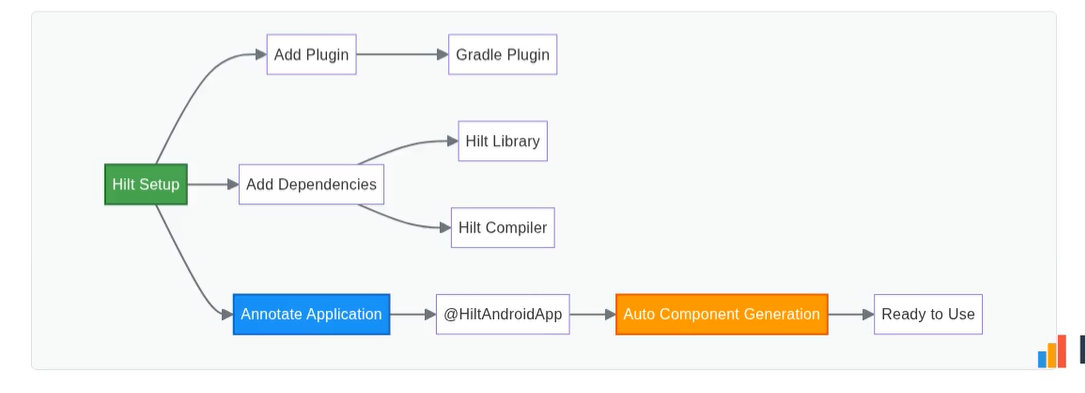 Add Plugin
Gradle Plugin
Hilt Library
Hilt Setup
Add Dependencies
Hilt Compiler
Annotate Application
@HiltAndroidApp
Auto Component Generation
Ready to Use